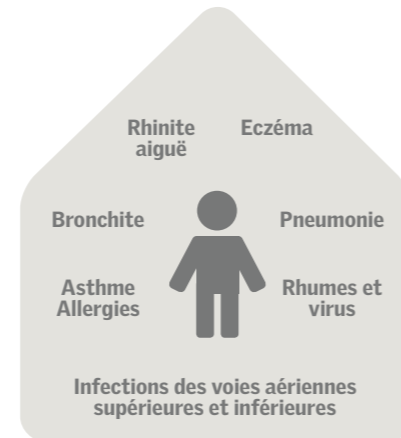 Rhinite
aiguë
Eczéma
Bronchite
Pneumonie
Asthme
Allergies
Rhumes et
virus
Infections des voies aériennes
supérieures et inférieures